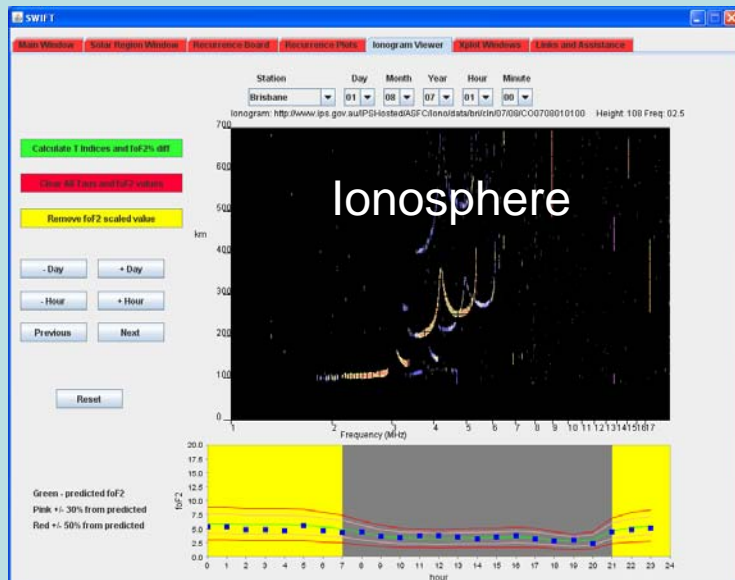 SWIFT
Main Window Solar Region Window Recurrence Board Recurrence Plots Ionogram Viewer Xplot Windows Links and Assistance
Station Day Month Year Hour Minute
Brisbane 01 08 07 01 00
Ionogram: http://www.ips.gov.au/IPSHosted/ASFC/Iono/data/bri/cin/07/08/CO0708010100 Height: 108 Freq: 02.5
Calculate T Indices and foF2% diff
Clear All Tags and foF2 values
Remove foF2 scaled value
- Day + Day
- Hour + Hour
Previous Next
Reset
Ionosphere
700
600
500
km
400
300
200
100
0
1 2 3 4 5 6 7 8 9 10 11 12 13 14 15 16 17
Frequency (MHz)
Green - predicted foF2
Pink +/- 30% from predicted
Red +/- 50% from predicted
foF2
20.0
17.5
15.0
12.5
10.0
7.5
5.0
2.5
0.0
0 1 2 3 4 5 6 7 8 9 10 11 12 13 14 15 16 17 18 19 20 21 22 23 24
hour